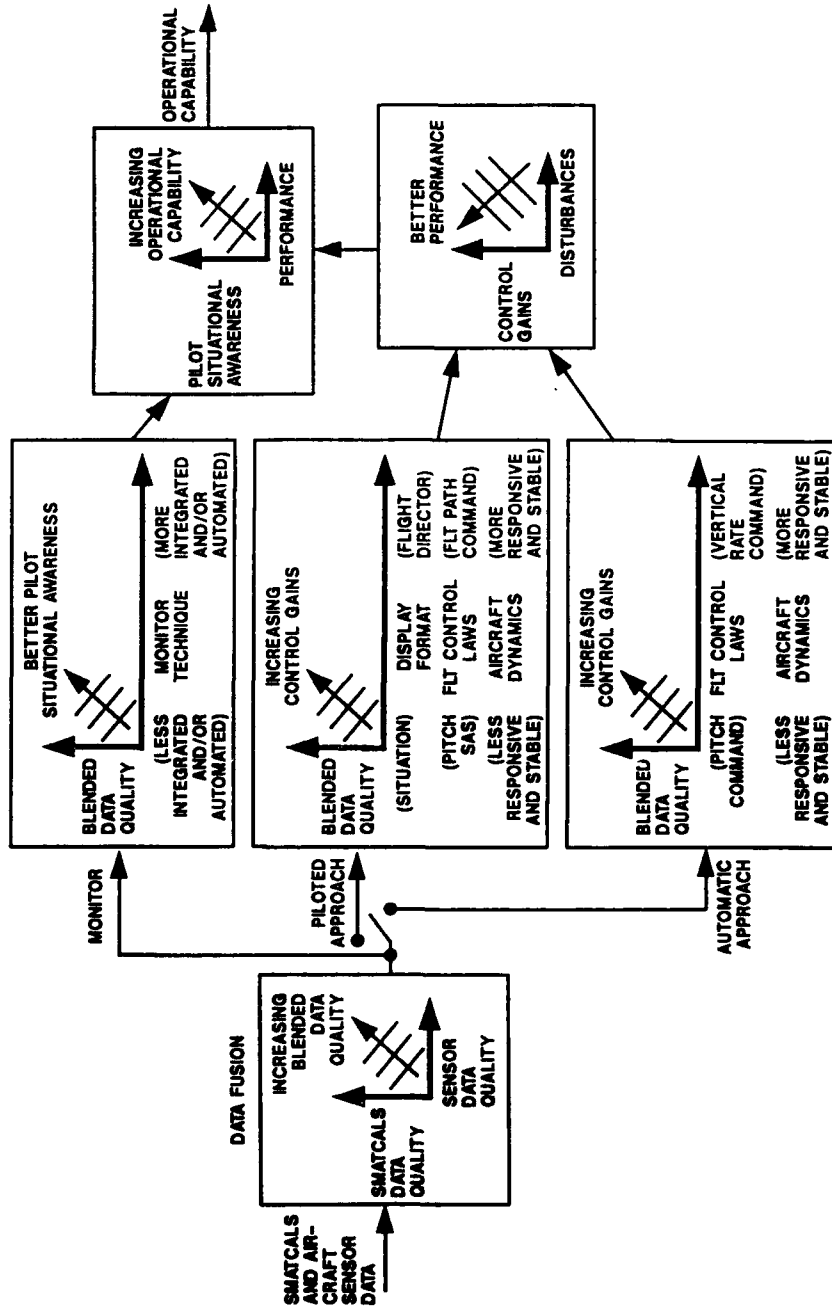 SMATCALS
AND AIR-
CRAFT
SENSOR
DATA
DATA FUSION
INCREASING
BLENDED
DATA
QUALITY
SMATCALS
DATA
QUALITY
SENSOR
DATA
QUALITY
MONITOR
PILOTED
APPROACH
AUTOMATIC
APPROACH
BETTER PILOT
SITUATIONAL AWARENESS
BLENDED
DATA
QUALITY
(LESS
INTEGRATED
AND/OR
AUTOMATED)
MONITOR
TECHNIQUE
(MORE
INTEGRATED
AND/OR
AUTOMATED)
INCREASING
CONTROL GAINS
BLENDED
DATA
QUALITY
(SITUATION)
DISPLAY
FORMAT
(FLIGHT
DIRECTOR)
(PITCH
SAS)
FLT CONTROL
LAWS
(FLT PATH
COMMAND)
(LESS
RESPONSIVE
AND STABLE)
AIRCRAFT
DYNAMICS
(MORE
RESPONSIVE
AND STABLE)
INCREASING
CONTROL GAINS
BLENDED
DATA
QUALITY
(PITCH
COMMAND)
FLT CONTROL
LAWS
(VERTICAL
RATE
COMMAND)
(LESS
RESPONSIVE
AND STABLE)
AIRCRAFT
DYNAMICS
(MORE
RESPONSIVE
AND STABLE)
INCREASING
OPERATIONAL
CAPABILITY
PILOT
SITUATIONAL
AWARENESS
PERFORMANCE
BETTER
PERFORMANCE
CONTROL
GAINS
DISTURBANCES
OPERATIONAL
CAPABILITY